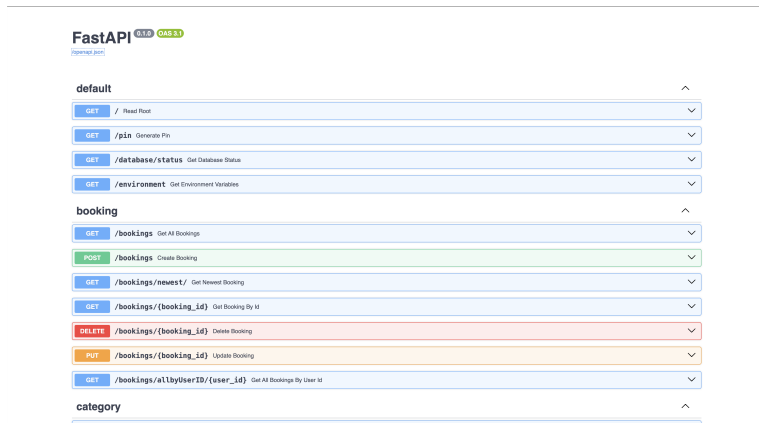 FastAPI 0.1.0 OAS 3.1
/openapi.json
default
GET / Read Root
GET /pin Generate Pin
GET /database/status Get Database Status
GET /environment Get Environment Variables
booking
GET /bookings Get All Bookings
POST /bookings Create Booking
GET /bookings/newest/ Get Newest Booking
GET /bookings/{booking_id} Get Booking By Id
DELETE /bookings/{booking_id} Delete Booking
PUT /bookings/{booking_id} Update Booking
GET /bookings/allbyUserID/{user_id} Get All Bookings By User Id
category